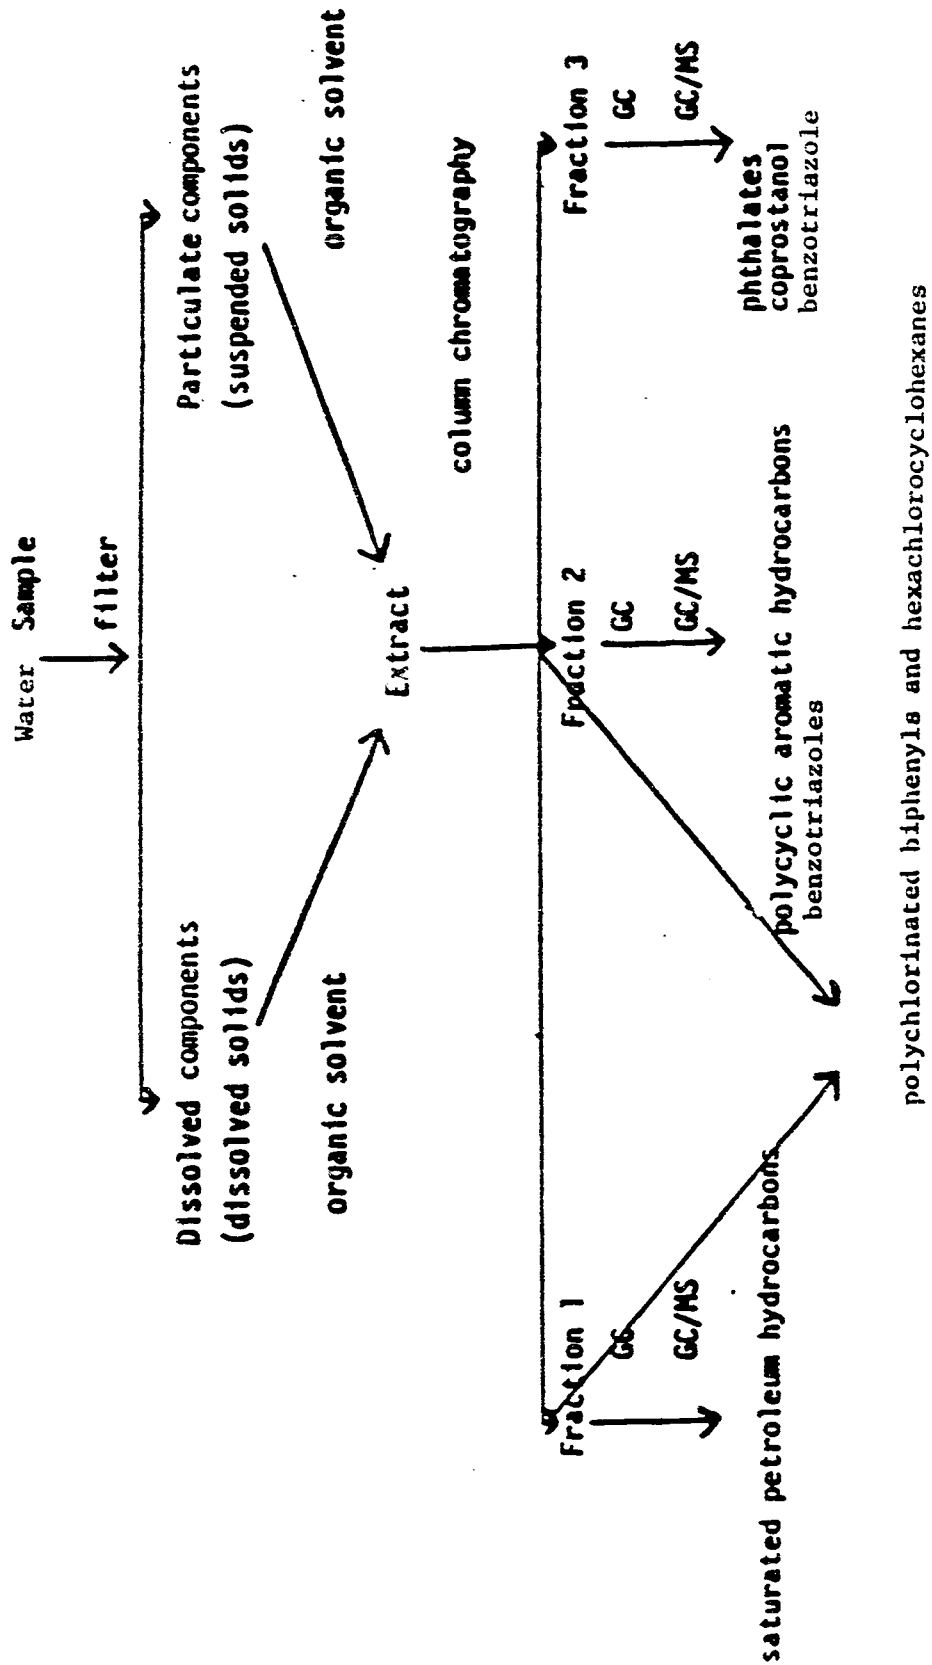 Water Sample
filter
Dissolved components
(dissolved solids)
organic solvent
Particulate components
(suspended solids)
organic solvent
Extract
column chromatography
Fraction 1
GC
GC/MS
saturated petroleum hydrocarbons
Fraction 2
GC
GC/MS
polycyclic aromatic hydrocarbons
benzotriazoles
Fraction 3
GC
GC/MS
phthalates
coprostanol
benzotriazole
polychlorinated biphenyls and hexachlorocyclohexanes